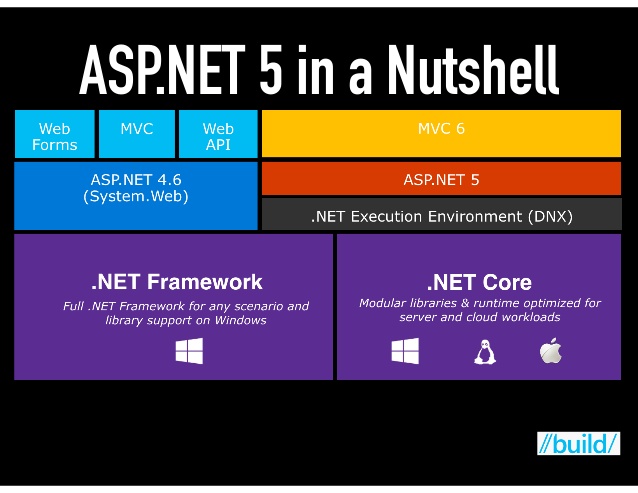 ASP.NET 5 in a Nutshell
Web
Forms
MVC
Web
API
MVC 6
ASP.NET 4.6
(System.Web)
ASP.NET 5
.NET Execution Environment (DNX)
.NET Framework
Full .NET Framework for any scenario and
library support on Windows
.NET Core
Modular libraries & runtime optimized for
server and cloud workloads
//build/